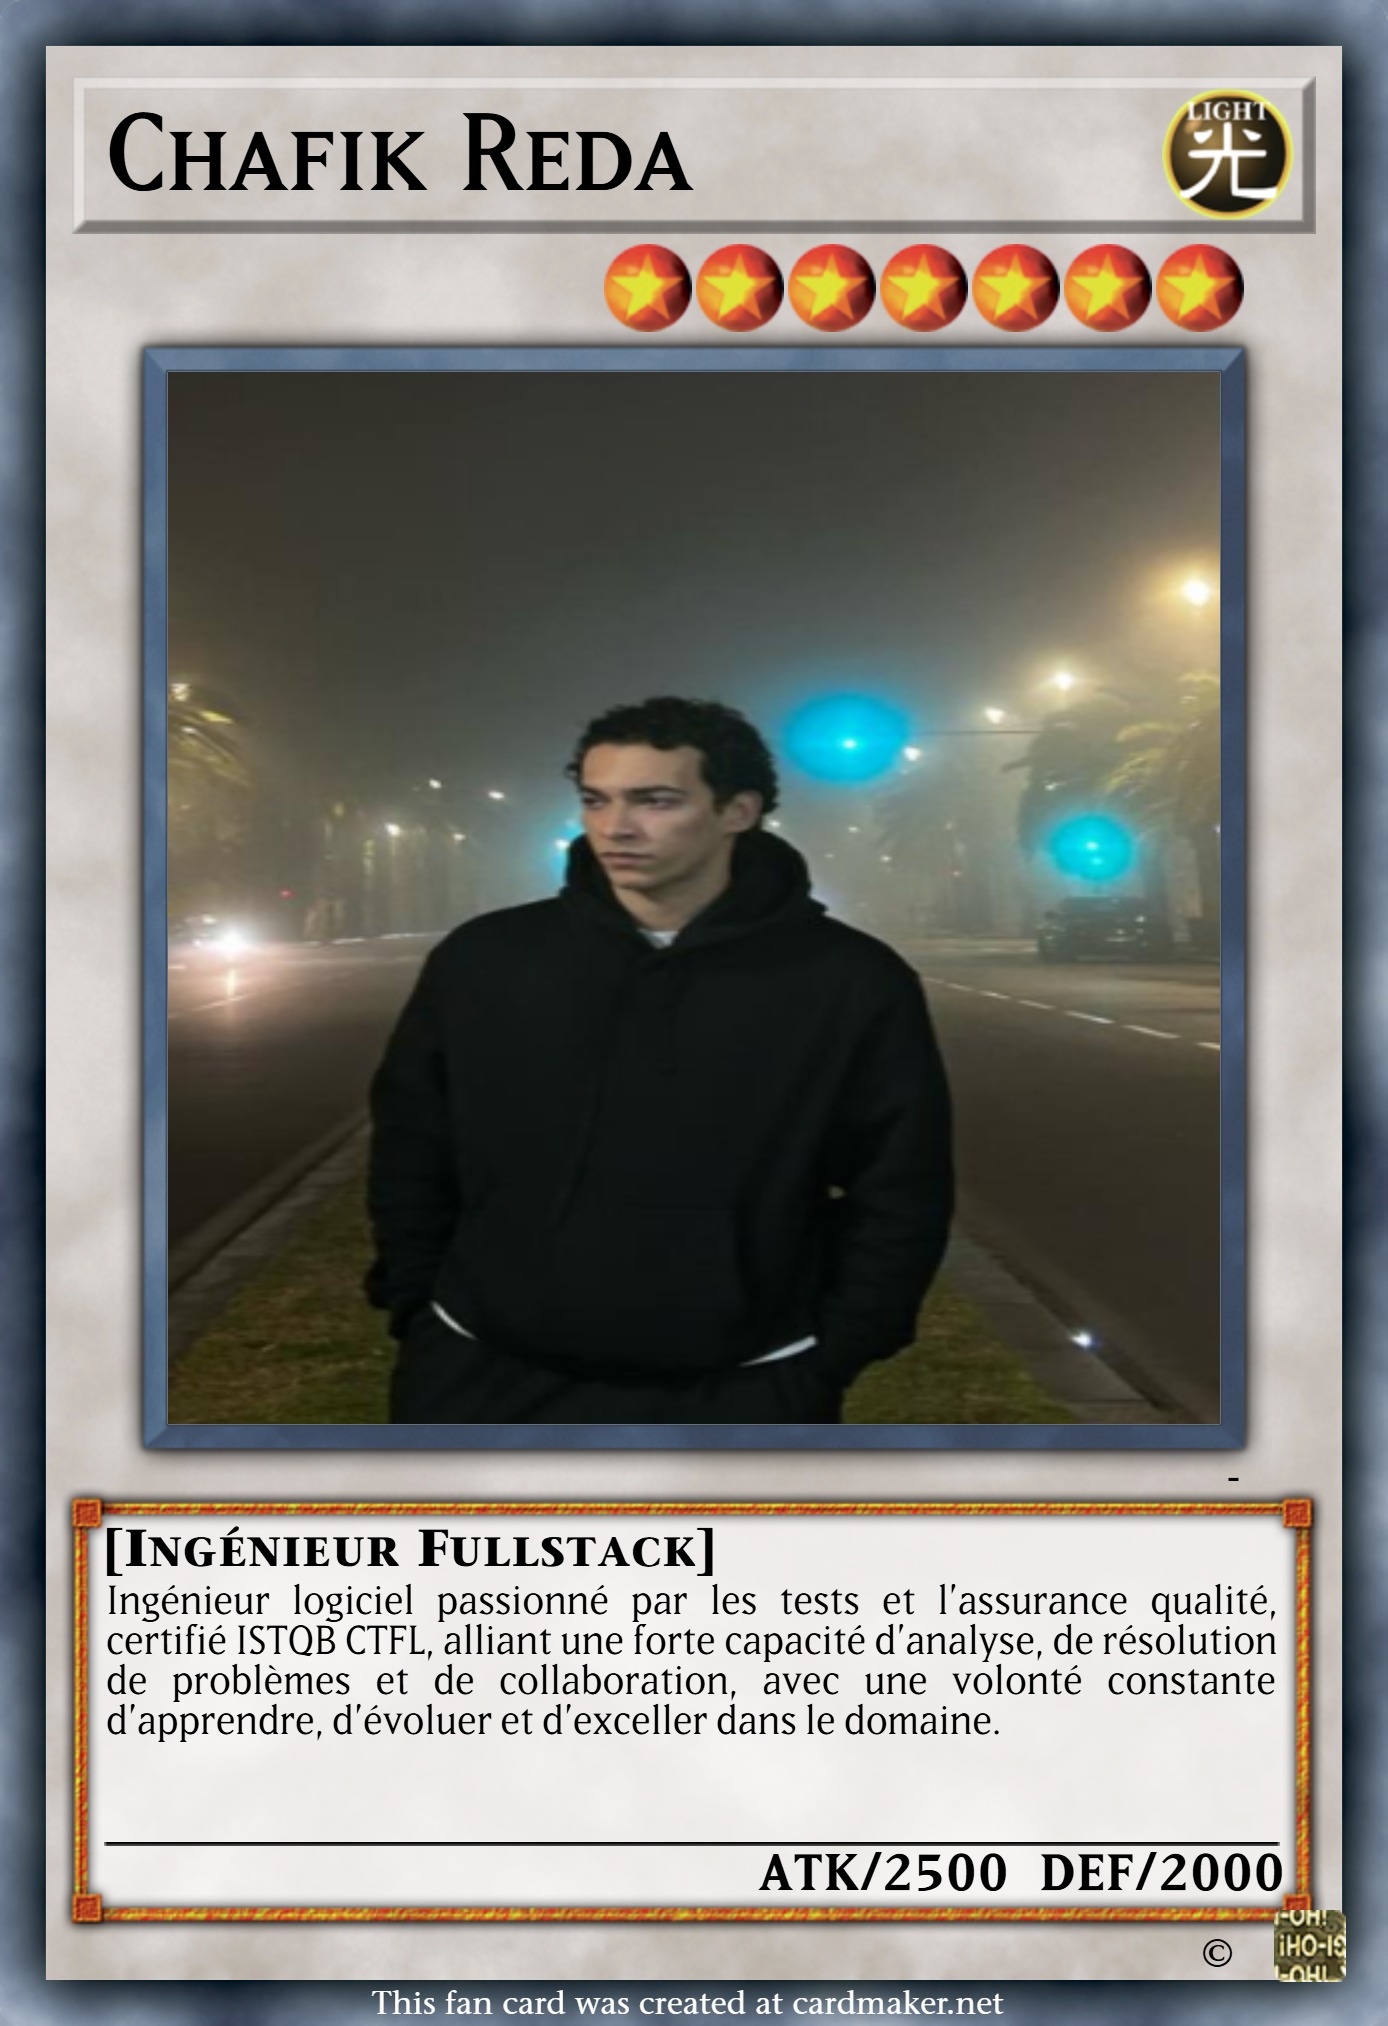 Chafik Reda
LIGHT
光
-
[Ingénieur Fullstack]
Ingénieur logiciel passionné par les tests et l'assurance qualité,
certifié ISTQB CTFL, alliant une forte capacité d'analyse, de résolution
de problèmes et de collaboration, avec une volonté constante
d'apprendre, d'évoluer et d'exceller dans le domaine.
ATK/2500 DEF/2000
©
This fan card was created at cardmaker.net